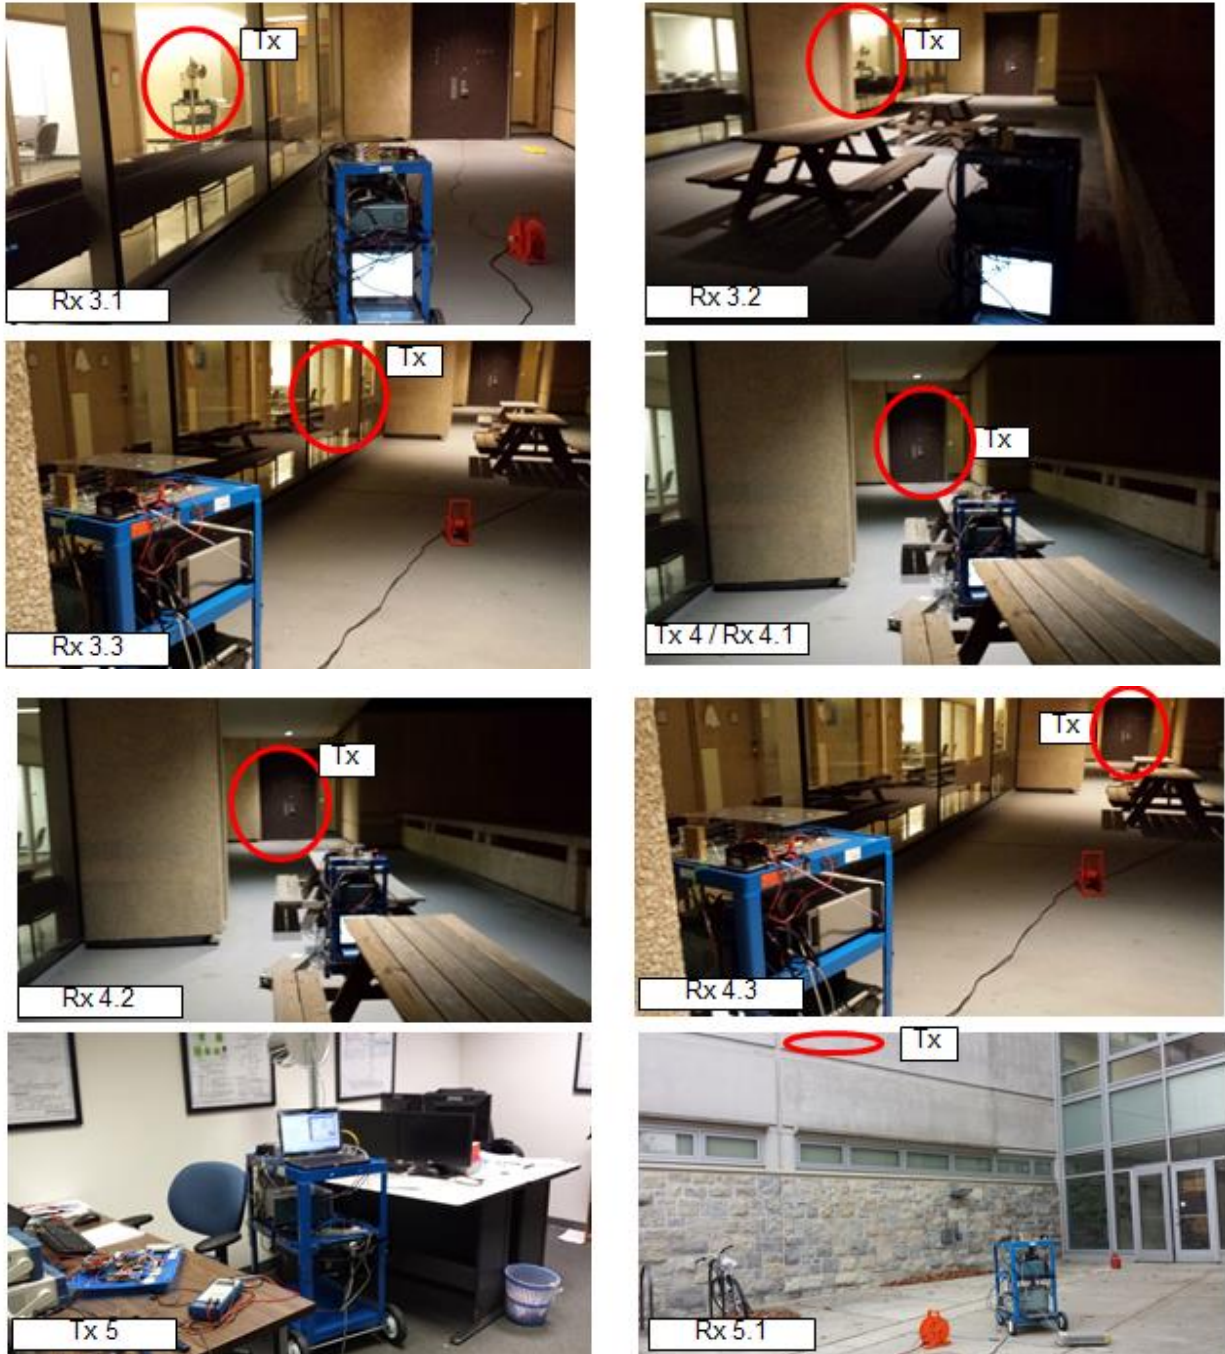 Tx
Rx 3.1
Tx
Rx 3.2
Tx
Rx 3.3
Tx
Tx 4 / Rx 4.1
Tx
Rx 4.2
Tx
Rx 4.3
Tx 5
Tx
Rx 5.1